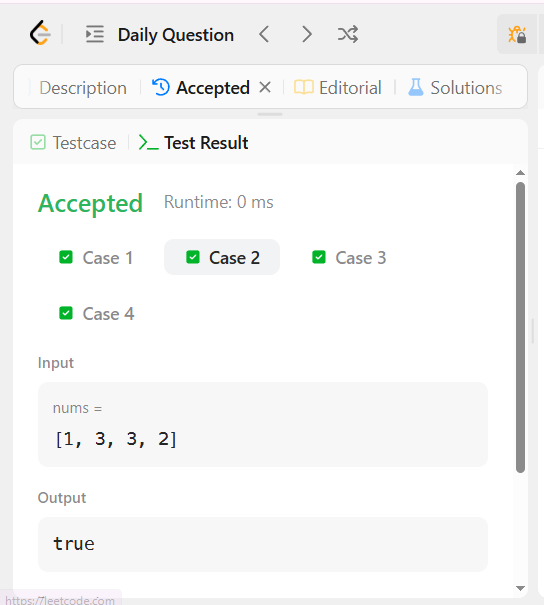 Daily Question
Description Accepted Editorial Solutions
Testcase Test Result
Accepted Runtime: 0 ms
Case 1 Case 2 Case 3
Case 4
Input
nums =
[1, 3, 3, 2]
Output
true
https://leetcode.com